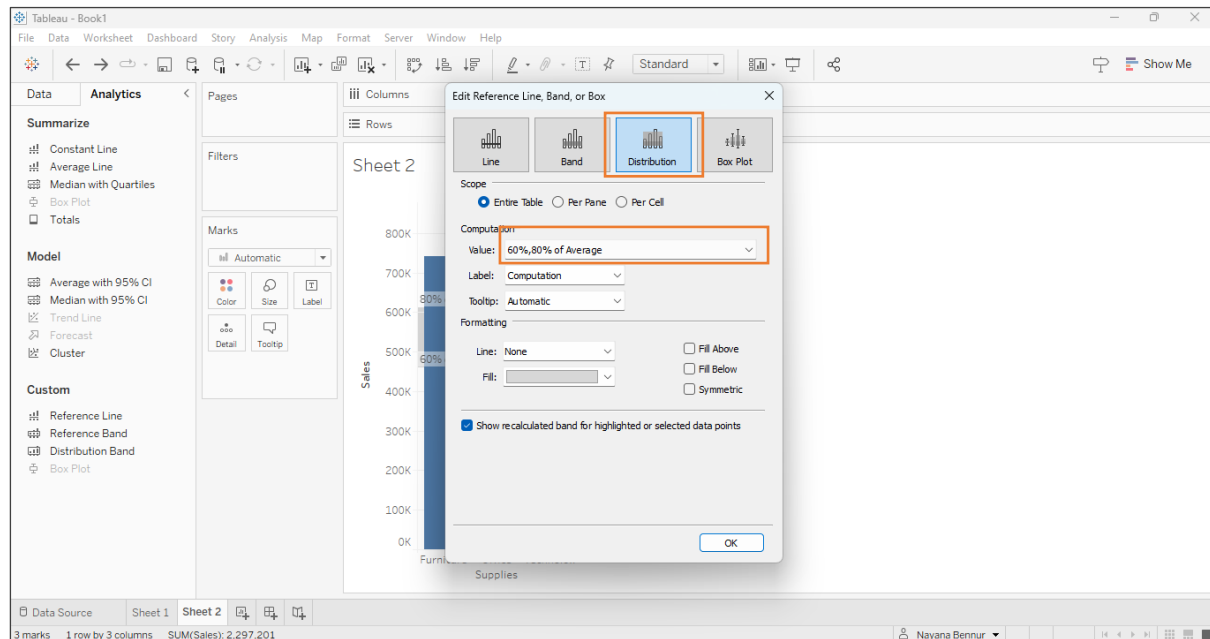 Tableau - Book1
File Data Worksheet Dashboard Story Analysis Map Format Server Window Help
Standard
Show Me
Data Analytics
Pages
Columns
Rows
Summarize
Constant Line
Average Line
Median with Quartiles
Box Plot
Totals
Model
Average with 95% CI
Median with 95% CI
Trend Line
Forecast
Cluster
Custom
Reference Line
Reference Band
Distribution Band
Box Plot
Filters
Marks
Automatic
Color Size Label
Detail Tooltip
Sheet 2
800K
700K
80%
600K
500K
60%
400K
300K
200K
100K
0K
Sales
Supplies
Edit Reference Line, Band, or Box
Line Band Distribution Box Plot
Scope
Entire Table Per Pane Per Cell
Computation
Value: 60%,80% of Average
Label: Computation
Tooltip: Automatic
Formatting
Line: None
Fill:
Fill Above
Fill Below
Symmetric
Show recalculated band for highlighted or selected data points
OK
Data Source Sheet 1 Sheet 2
3 marks 1 row by 3 columns SUM(Sales): 2,297,201
Navana Bennur